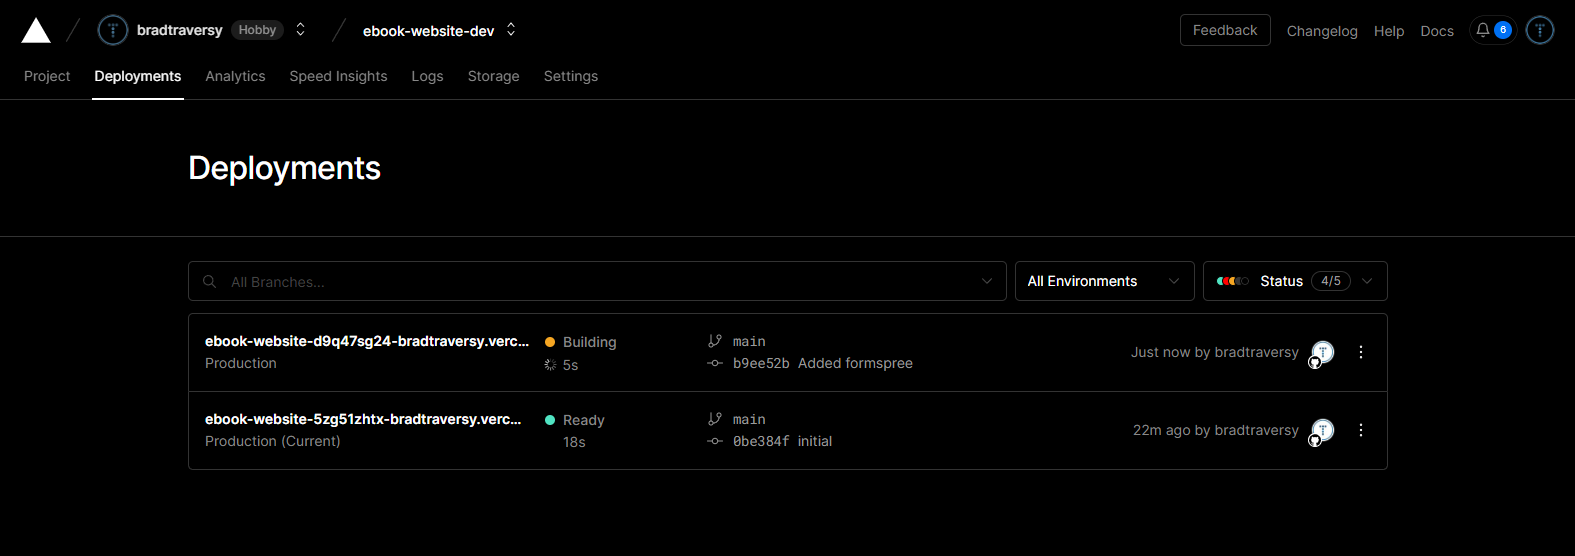 bradtraversy Hobby ebook-website-dev Feedback Changelog Help Docs 6
Project Deployments Analytics Speed Insights Logs Storage Settings
Deployments
All Branches... All Environments Status 4/5
ebook-website-d9q47sg24-bradtraversy.verc... Building main
Production 5s b9ee52b Added formspree
Just now by bradtraversy
ebook-website-5zg51zhtx-bradtraversy.verc... Ready main
Production (Current) 18s 0be384f initial
22m ago by bradtraversy